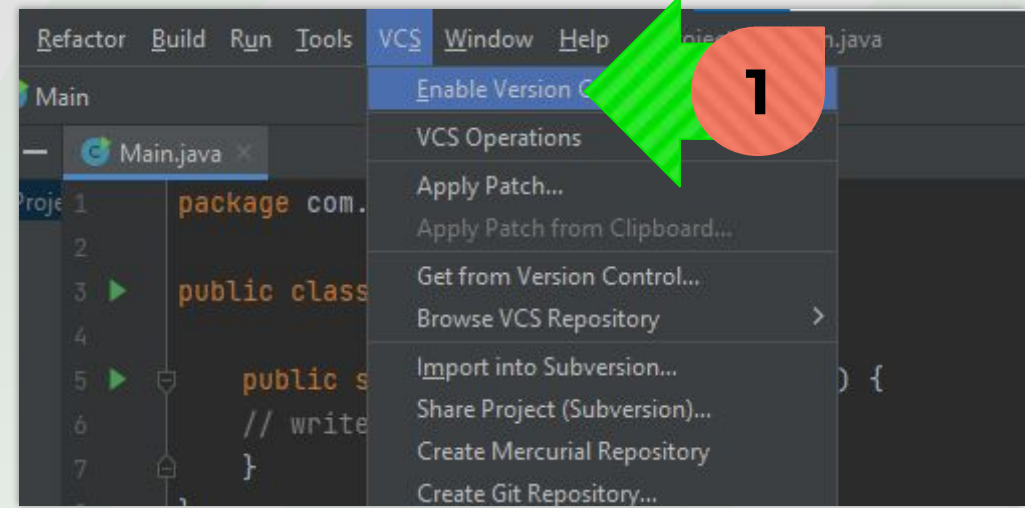 Refactor Build Run Tools VCS Window Help .java
Main
Enable Version
1
VCS Operations
Main.java
Apply Patch...
1 package com.
Apply Patch from Clipboard...
2
Get from Version Control...
3 public class
Browse VCS Repository
4
Import into Subversion...
5 public s ) {
Share Project (Subversion)...
6 // write
Create Mercurial Repository
7 }
Create Git Repository...